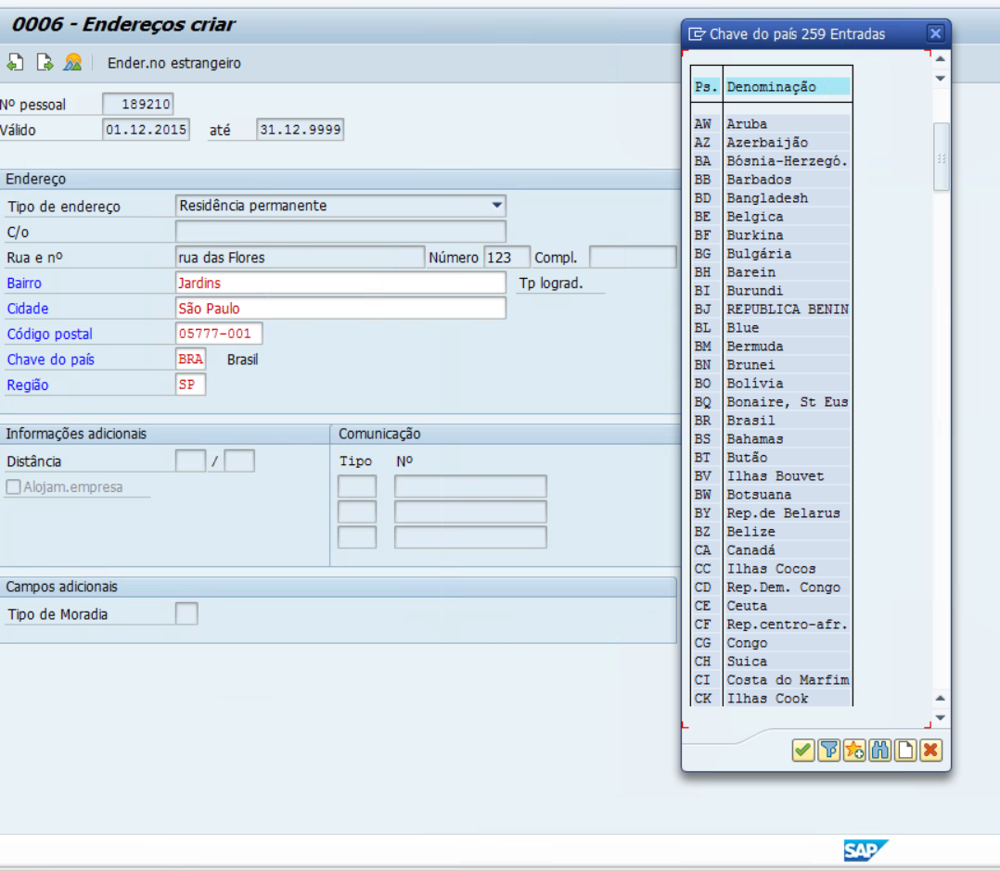 0006 - Endereços criar
Ender.no estrangeiro
Nº pessoal 189210
Válido 01.12.2015 até 31.12.9999
Endereço
Tipo de endereço Residência permanente
C/o
Rua e nº rua das Flores Número 123 Compl.
Bairro Jardins Tp lograd.
Cidade São Paulo
Código postal 05777-001
Chave do país BRA Brasil
Região SP
Informações adicionais
Distância /
Alojam.empresa
Comunicação
Tipo Nº
Campos adicionais
Tipo de Moradia
Chave do país 259 Entradas
Ps. Denominação
AW Aruba
AZ Azerbaijão
BA Bósnia-Herzegó.
BB Barbados
BD Bangladesh
BE Belgica
BF Burkina
BG Bulgária
BH Barein
BI Burundi
BJ REPUBLICA BENIN
BL Blue
BM Bermuda
BN Brunei
BO Bolívia
BQ Bonaire, St Eus
BR Brasil
BS Bahamas
BT Butão
BV Ilhas Bouvet
BW Botsuana
BY Rep.de Belarus
BZ Belize
CA Canadá
CC Ilhas Cocos
CD Rep.Dem. Congo
CE Ceuta
CF Rep.centro-afr.
CG Congo
CH Suica
CI Costa do Marfim
CK Ilhas Cook
SAP